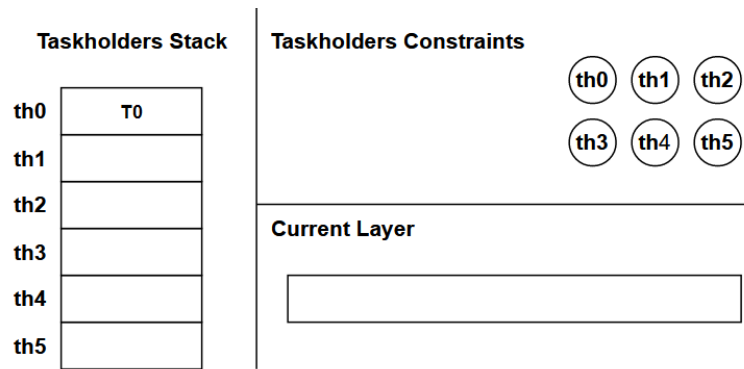 Taskholders Stack
th0 T0
th1
th2
th3
th4
th5
Taskholders Constraints
th0 th1 th2
th3 th4 th5
Current Layer